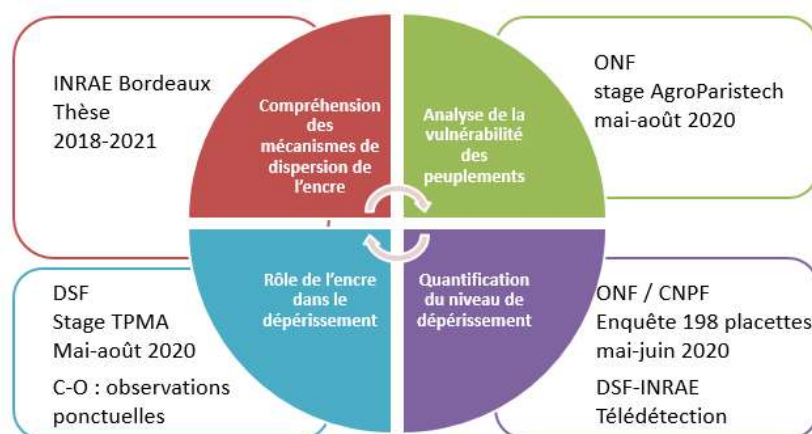 INRAE Bordeaux
Thèse
2018-2021
Compréhension
des
mécanismes de
dispersion de
l'encre
Analyse de la
vulnérabilité
des
peuplements
ONF
stage AgroParistech
mai-août 2020
DSF
Stage TPMA
Mai-août 2020
C-O : observations
ponctuelles
Rôle de l'encre
dans le
dépérissement
Quantification
du niveau de
dépérissement
ONF / CNPF
Enquête 198 placettes
mai-juin 2020
DSF-INRAE
Télédétection